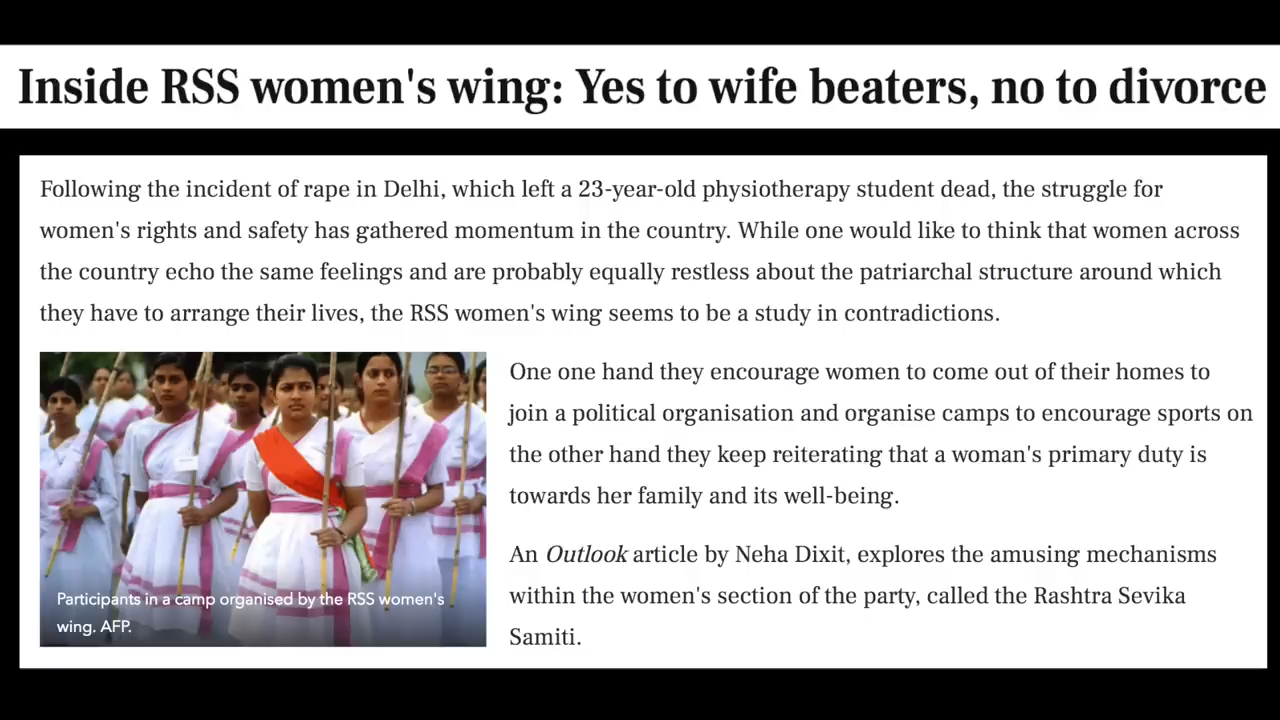 Inside RSS women's wing: Yes to wife beaters, no to divorce
Following the incident of rape in Delhi, which left a 23-year-old physiotherapy student dead, the struggle for
women's rights and safety has gathered momentum in the country. While one would like to think that women across
the country echo the same feelings and are probably equally restless about the patriarchal structure around which
they have to arrange their lives, the RSS women's wing seems to be a study in contradictions.
One one hand they encourage women to come out of their homes to
join a political organisation and organise camps to encourage sports on
the other hand they keep reiterating that a woman's primary duty is
towards her family and its well-being.
An Outlook article by Neha Dixit, explores the amusing mechanisms
within the women's section of the party, called the Rashtra Sevika
Samiti.
Participants in a camp organised by the RSS women's
wing. AFP.